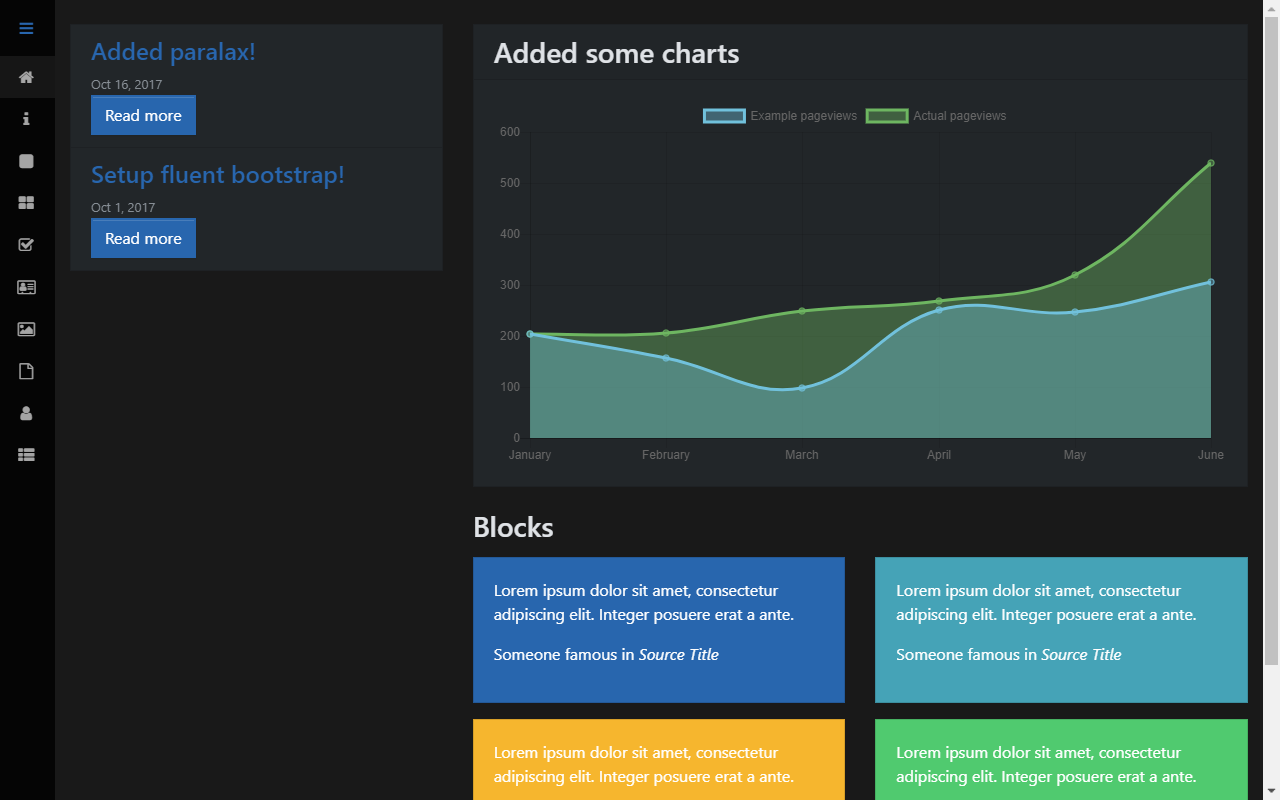 Added paralax!
Oct 16, 2017
Read more
Setup fluent bootstrap!
Oct 1, 2017
Read more
Added some charts
Example pageviews Actual pageviews
600
500
400
300
200
100
0
January February March April May June
Blocks
Lorem ipsum dolor sit amet, consectetur
adipiscing elit. Integer posuere erat a ante.
Someone famous in Source Title
Lorem ipsum dolor sit amet, consectetur
adipiscing elit. Integer posuere erat a ante.
Someone famous in Source Title
Lorem ipsum dolor sit amet, consectetur
adipiscing elit. Integer posuere erat a ante.
Lorem ipsum dolor sit amet, consectetur
adipiscing elit. Integer posuere erat a ante.